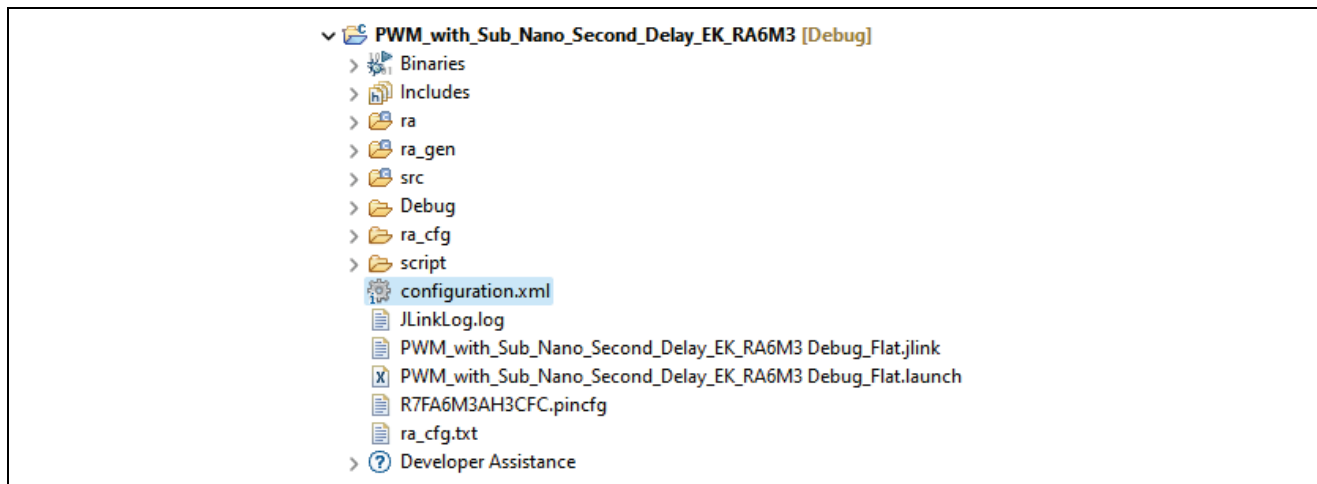 PWM_with_Sub_Nano_Second_Delay_EK_RA6M3 [Debug]
Binaries
Includes
ra
ra_gen
src
Debug
ra_cfg
script
configuration.xml
JLinkLog.log
PWM_with_Sub_Nano_Second_Delay_EK_RA6M3 Debug_Flat.jlink
PWM_with_Sub_Nano_Second_Delay_EK_RA6M3 Debug_Flat.launch
R7FA6M3AH3CFC.pincfg
ra_cfg.txt
Developer Assistance